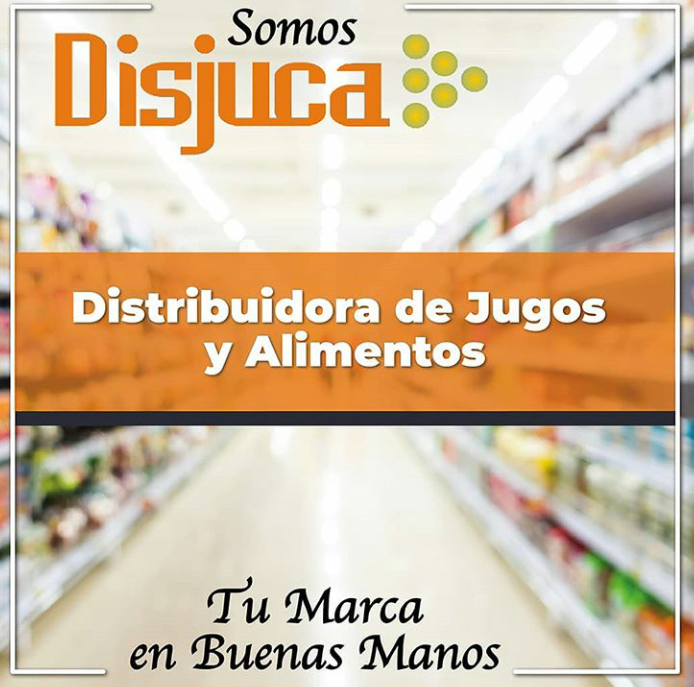 Somos
Disjuca
Distribuidora de Jugos
y Alimentos
Tu Marca
en Buenas Manos